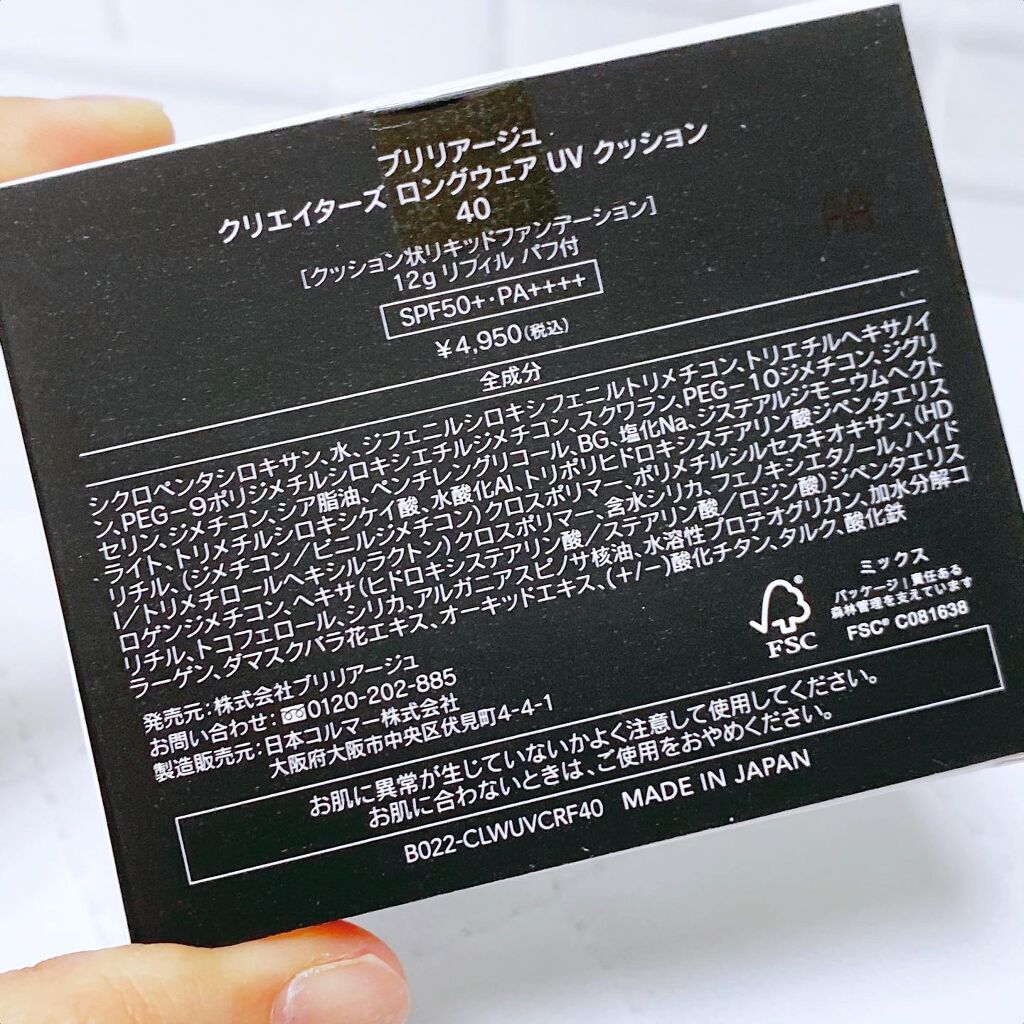 ブリリアージュ
クリエイターズ ロングウェア UV クッション
40
[クッション状リキッドファンデーション]
12g リフィル パフ付
SPF50+・PA++++
￥4,950(税込)
全成分
シクロペンタシロキサン、水、ジフェニルシロキシフェニルトリメチコン、トリエチルヘキサノイ
ン、PEG-9ポリジメチルシロキシエチルジメチコン、スクワラン、PEG-10ジメチコン、ジグリ
セリン、ジメチコン、シア脂油、ペンチレングリコール、BG、塩化Na、ジステアルジモニウムヘクト
ライト、トリメチルシロキシケイ酸、水酸化Al、トリポリヒドロキシステアリン酸ジペンタエリス
リチル、(ジメチコン/ビニルジメチコン)クロスポリマー、ポリメチルシルセスキオキサン、(HD
I/トリメチロールヘキシルラクトン)クロスポリマー、含水シリカ、フェノキシエタノール、ハイド
ロゲンジメチコン、ヘキサ(ヒドロキシステアリン酸/ステアリン酸/ロジン酸)ジペンタエリス
リチル、トコフェロール、シリカ、アルガニアスピノサ核油、水溶性プロテオグリカン、加水分解コ
ラーゲン、ダマスクバラ花エキス、オーキッドエキス、(+/-)酸化チタン、タルク、酸化鉄
発売元:株式会社ブリリアージュ
お問い合わせ:0120-202-885
製造販売元:日本コルマー株式会社
大阪府大阪市中央区伏見町4-4-1
FSC
ミックス
パッケージ|責任ある
森林管理を支えています
FSC® C081638
お肌に異常が生じていないかよく注意して使用してください。
お肌に合わないときは、ご使用をおやめください。
B022-CLWUVCRF40 MADE IN JAPAN